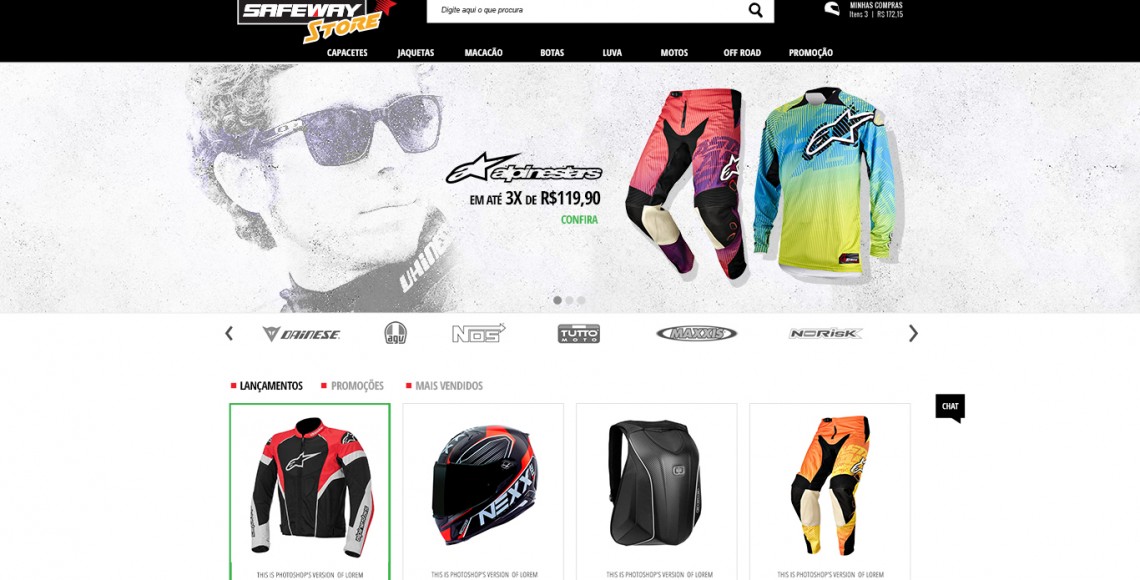 SAFEWAY
STORE
Digite aqui o que procura
MINHAS COMPRAS
Itens 3 | R$ 172,15
CAPACETES JAQUETAS MACACÃO BOTAS LUVA MOTOS OFF ROAD PROMOÇÃO
alpinestars
EM ATÉ 3X DE R$119,90
CONFIRA
DAINESE agv NOS TUTTO MOTO MAXXIS NORISK
LANÇAMENTOS PROMOÇÕES MAIS VENDIDOS
CHAT
alpinestars
NEXX
THIS IS PHOTOSHOP'S VERSION OF LOREM THIS IS PHOTOSHOP'S VERSION OF LOREM THIS IS PHOTOSHOP'S VERSION OF LOREM THIS IS PHOTOSHOP'S VERSION OF LOREM